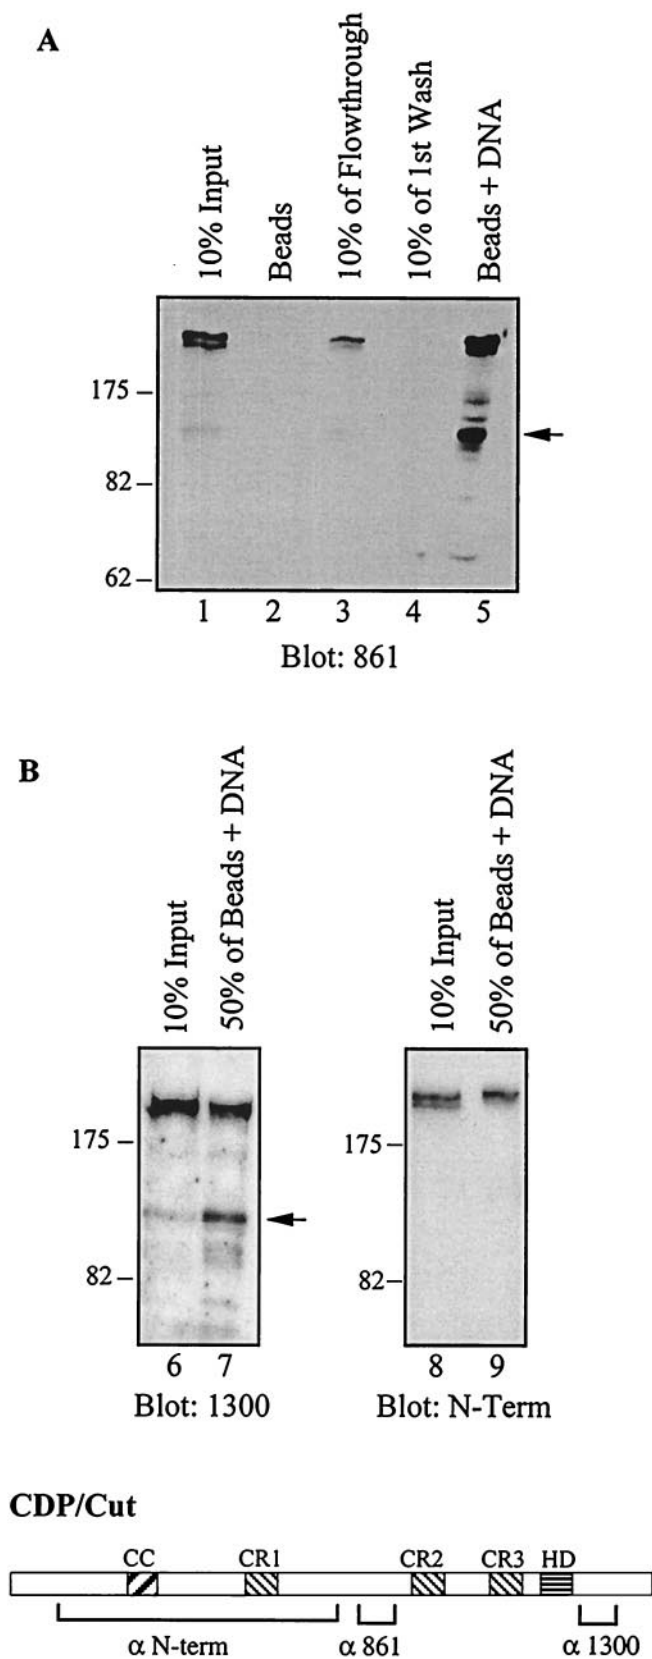 A
10% Input
Beads
10% of Flowthrough
10% of 1st Wash
Beads + DNA
175
82
62
1 2 3 4 5
Blot: 861
B
10% Input
50% of Beads + DNA
10% Input
50% of Beads + DNA
175
82
6 7
Blot: 1300
175
82
8 9
Blot: N-Term
CDP/Cut
CC CR1 CR2 CR3 HD
α N-term α 861 α 1300